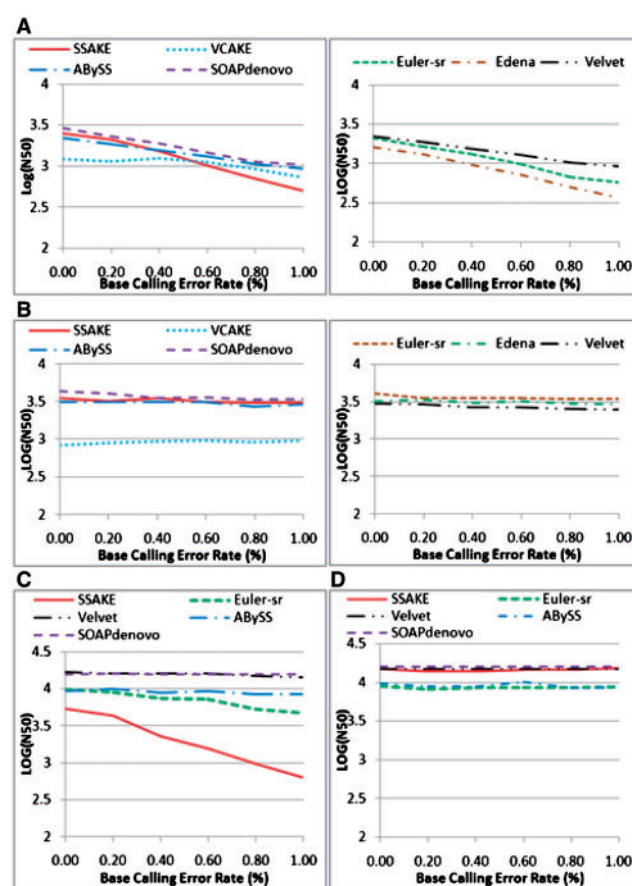 A
SSAKE VCAKE
ABySS SOAPdenovo
Log(N50)
4
3.5
3
2.5
2
0.00 0.20 0.40 0.60 0.80 1.00
Base Calling Error Rate (%)
Euler-sr Edena Velvet
LOG(N50)
4
3.5
3
2.5
2
0.00 0.20 0.40 0.60 0.80 1.00
Base Calling Error Rate (%)
B
SSAKE VCAKE
ABySS SOAPdenovo
LOG(N50)
4
3.5
3
2.5
2
0.00 0.20 0.40 0.60 0.80 1.00
Base Calling Error Rate (%)
Euler-sr Edena Velvet
LOG(N50)
4
3.5
3
2.5
2
0.00 0.20 0.40 0.60 0.80 1.00
Base Calling Error Rate (%)
C
SSAKE Euler-sr
Velvet ABySS
SOAPdenovo
LOG(N50)
4.5
4
3.5
3
2.5
2
0.00 0.20 0.40 0.60 0.80 1.00
Base Calling Error Rate (%)
D
SSAKE Euler-sr
Velvet ABySS
SOAPdenovo
LOG(N50)
4.5
4
3.5
3
2.5
2
0.00 0.20 0.40 0.60 0.80 1.00
Base Calling Error Rate (%)